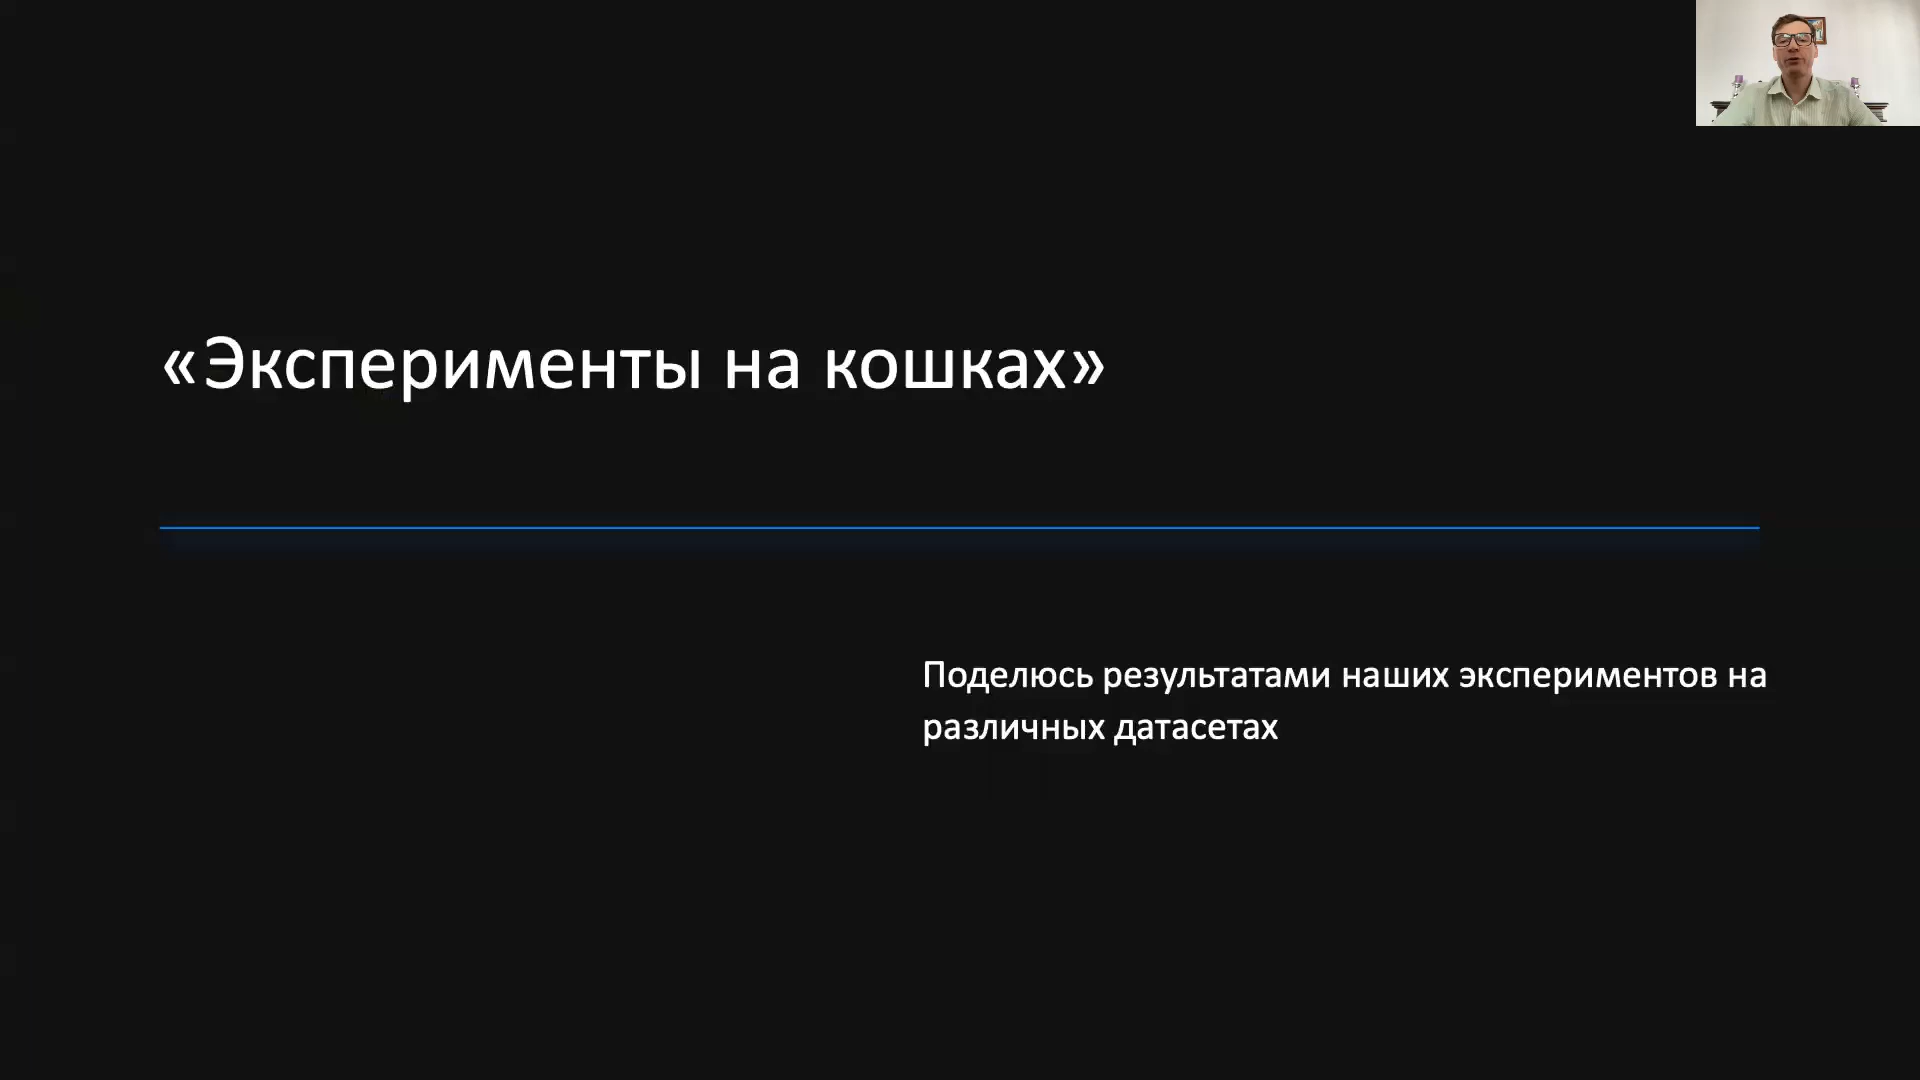 «Эксперименты на кошках»
Поделюсь результатами наших экспериментов на
различных датасетах